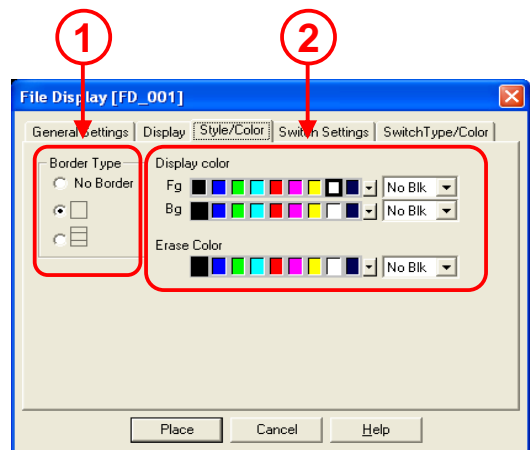 1 2
File Display [FD_001]
General Settings Display Style/Color Switch Settings SwitchType/Color
Border Type Display color
No Border Fg No Blk
Bg No Blk
Erase Color
No Blk
Place Cancel Help